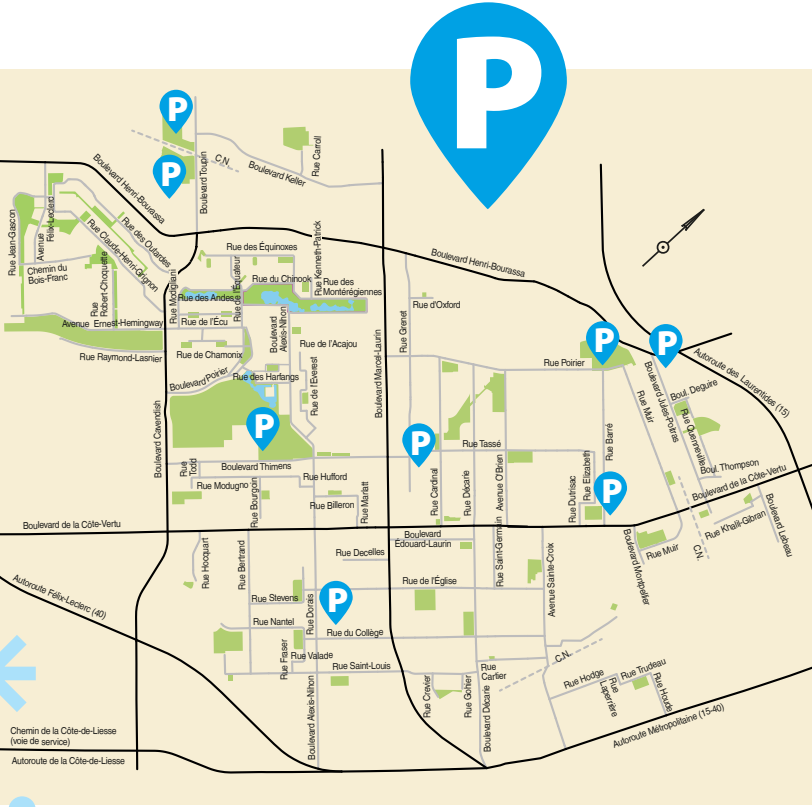 P
P
P
C.N.
Rue Carroll
Boulevard Keller
Boulevard Toupin
Boulevard Henri-Bourassa
Rue Jean-Gascon
Avenue
Félix-Leclerc
Rue des Outardes
Rue Claude-Henri-Grignon
Chemin du
Bois-Franc
Rue
Robert-Choquette
Rue des Équinoxes
Rue Kenneth-Patrick
Boulevard Henri-Bourassa
Rue Modigliani
Rue de l'Équateur
Rue du Chinook
Rue des
Montérégiennes
Rue des Andes
Rue d'Oxford
Avenue Ernest-Hemingway
Rue de l'Écu
Boulevard
Alexis-Nihon
Rue Grenet
Rue de l'Acajou
Boulevard Marcel-Laurin
P
P
Rue Raymond-Lasnier
Rue de Chamonix
Rue Poirier
Autoroute des Laurentides (15)
Boulevard Poirier
Rue des Harfangs
Rue de l'Everest
Rue Muir
Boulevard Jules-Poitras
Boul. Deguire
Rue Quenneville
Boulevard Cavendish
P
P
Rue Tassé
Rue Barré
Rue
Todd
Boulevard Thimens
Rue Cardinal
Rue Décarie
Avenue O'Brien
Rue Elizabeth
Boul. Thompson
Rue Modugno
Rue Bourgon
Rue Hufford
Rue Billeron
Rue Marlatt
Rue Dutrisac
P
Boulevard de la Côte-Vertu
Boulevard de la Côte-Vertu
Rue Khalil-Gibran
Boulevard Lebeau
Rue Hocquart
Rue Bertrand
Boulevard
Édouard-Laurin
Rue Decelles
Rue Saint-Germain
Avenue Sainte-Croix
Boulevard Montpellier
Rue Muir
C.N.
Autoroute Félix-Leclerc (40)
Rue de l'Église
Rue Stevens
Rue Dorais
P
Rue Nantel
Rue du Collège
Rue Fraser
Rue Valade
Rue Saint-Louis
Rue
Cartier
C.N.
Rue Hodge
Rue Trudeau
Rue
Laperrière
Rue Houde
Rue Crevier
Rue Gohier
Boulevard Décarie
Boulevard Alexis-Nihon
Chemin de la Côte-de-Liesse
(voie de service)
Autoroute de la Côte-de-Liesse
Autoroute Métropolitaine (15-40)